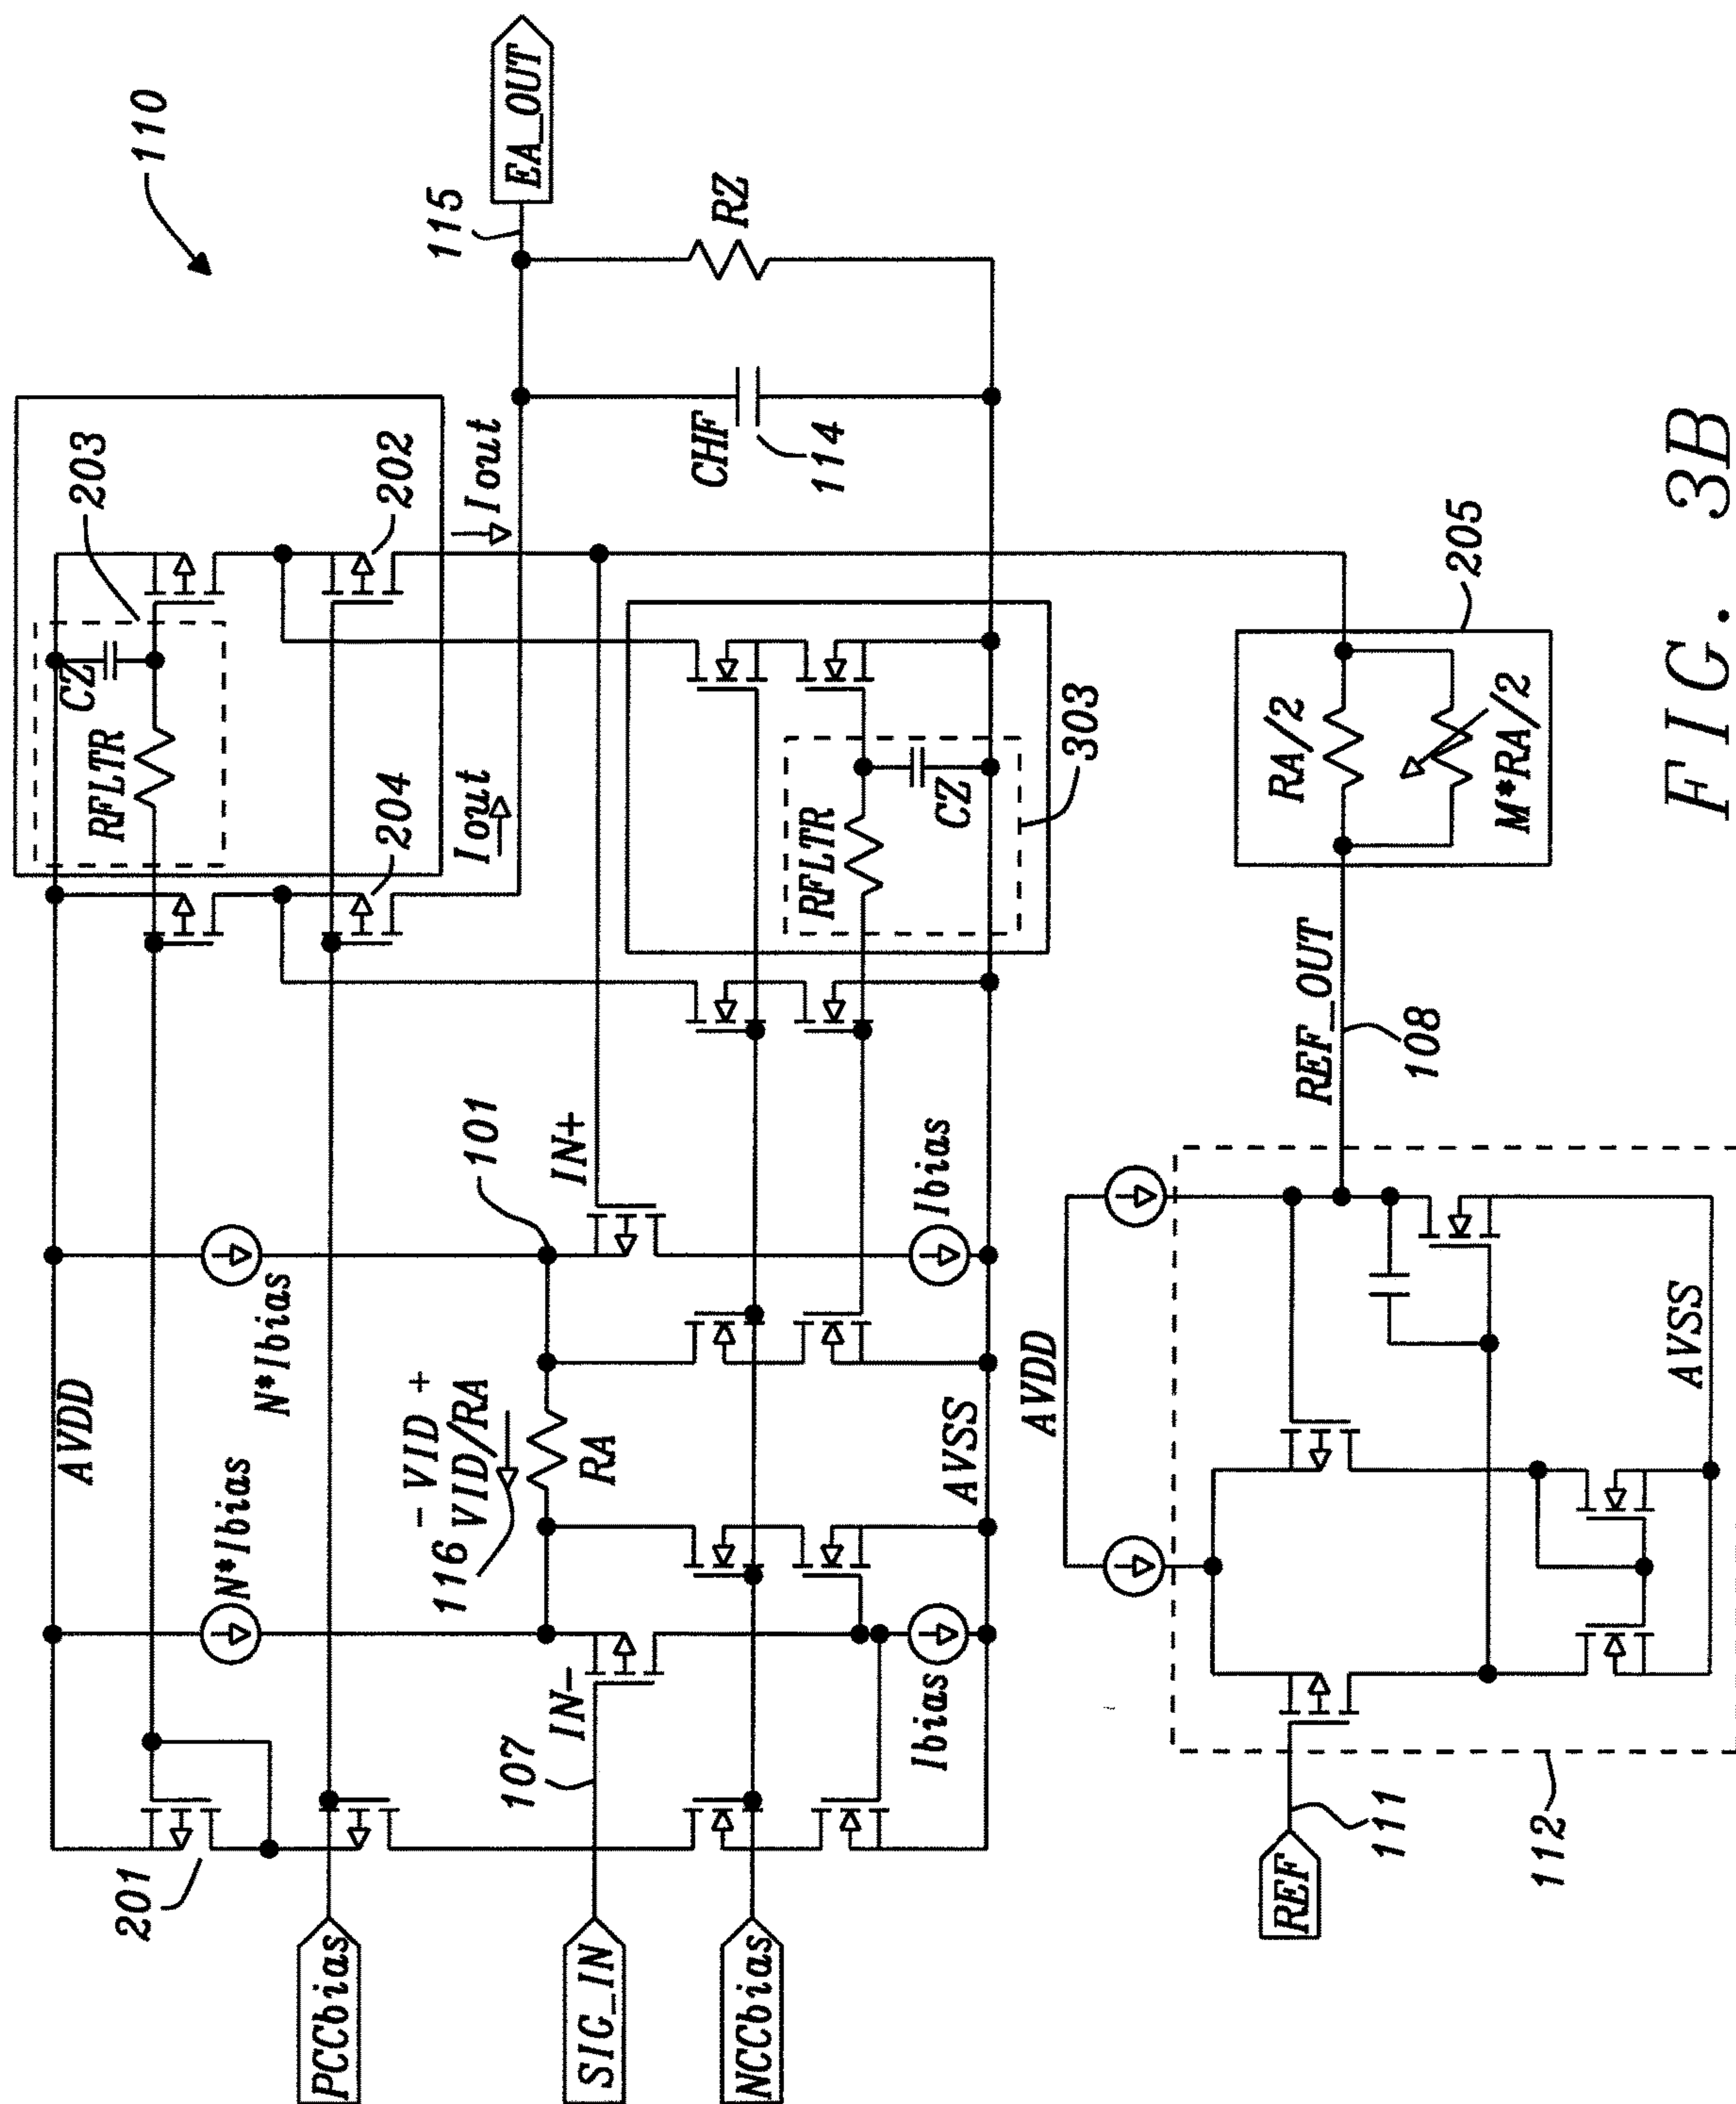 110
203
AVDD
N*Ibias
N*Ibias
CZ
RFLTR
201
204
202
PCCbias
Iout
Iout
115
EA_OUT
101
- VID +
116
VID/RA
RA
IN-
IN+
107
SIG_IN
CHF
114
RZ
NCCbias
RFLTR
CZ
303
Ibias
AVSS
Ibias
AVDD
REF_OUT
108
RA/2
M*RA/2
205
REF
111
112
AVSS
FIG. 3B